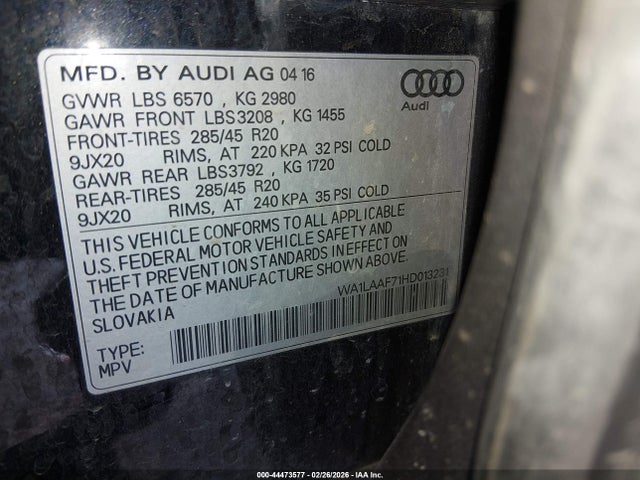 MFD. BY AUDI AG 04 16
GVWR LBS 6570 , KG 2980
GAWR FRONT LBS3208 , KG 1455
FRONT-TIRES 285/45 R20
9JX20 RIMS, AT 220 KPA 32 PSI COLD
GAWR REAR LBS3792 , KG 1720
REAR-TIRES 285/45 R20
9JX20 RIMS, AT 240 KPA 35 PSI COLD
Audi
THIS VEHICLE CONFORMS TO ALL APPLICABLE
U.S. FEDERAL MOTOR VEHICLE SAFETY AND
THEFT PREVENTION STANDARDS IN EFFECT ON
THE DATE OF MANUFACTURE SHOWN ABOVE.
SLOVAKIA
WA1LAAF71HD013231
TYPE:
MPV
000-44473577 - 02/26/2026 - IAA Inc.